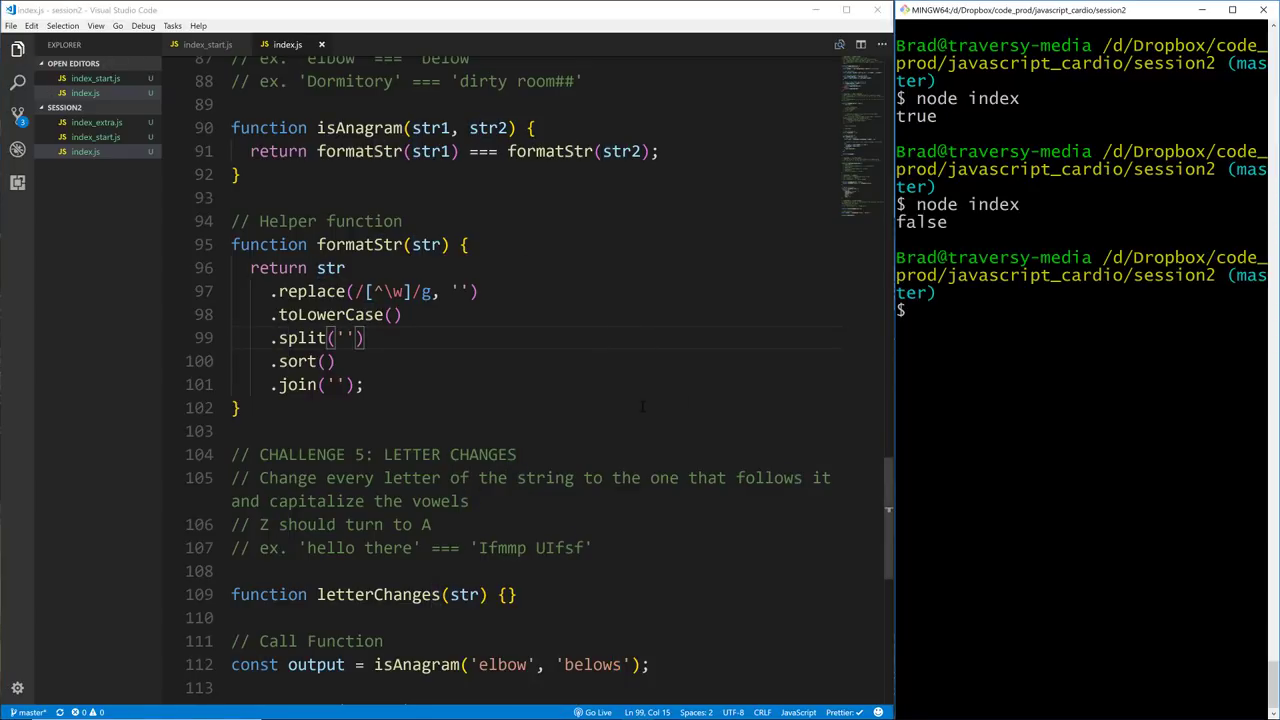 index.js - session2 - Visual Studio Code
File Edit Selection View Go Debug Tasks Help
EXPLORER
OPEN EDITORS
index_start.js U
index.js U
SESSION2
index_extra.js U
index_start.js U
index.js U
3
index_start.js index.js
87 // ex. 'elbow' === 'below'
88 // ex. 'Dormitory' === 'dirty room##'
89
90 function isAnagram(str1, str2) {
91 return formatStr(str1) === formatStr(str2);
92 }
93
94 // Helper function
95 function formatStr(str) {
96 return str
97 .replace(/[^\w]/g, '')
98 .toLowerCase()
99 .split('')
100 .sort()
101 .join('');
102 }
103
104 // CHALLENGE 5: LETTER CHANGES
105 // Change every letter of the string to the one that follows it
and capitalize the vowels
106 // Z should turn to A
107 // ex. 'hello there' === 'Ifmmp UIfsf'
108
109 function letterChanges(str) {}
110
111 // Call Function
112 const output = isAnagram('elbow', 'belows');
113
master* 0 0 Go Live Ln 99, Col 15 Spaces: 2 UTF-8 CRLF JavaScript Prettier: ✓
MINGW64:/d/Dropbox/code_prod/javascript_cardio/session2
Brad@traversy-media /d/Dropbox/code_
prod/javascript_cardio/session2 (mas
ter)
$ node index
true
Brad@traversy-media /d/Dropbox/code_
prod/javascript_cardio/session2 (mas
ter)
$ node index
false
Brad@traversy-media /d/Dropbox/code_
prod/javascript_cardio/session2 (mas
ter)
$